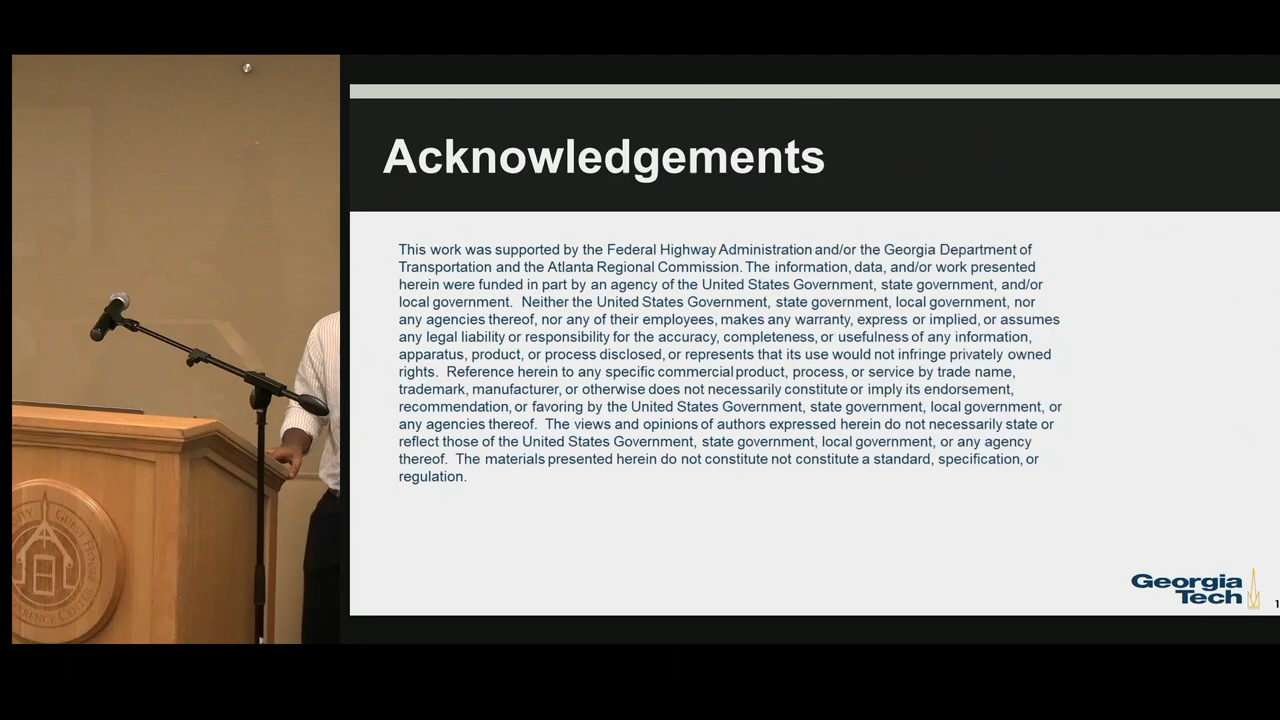 Acknowledgements
This work was supported by the Federal Highway Administration and/or the Georgia Department of
Transportation and the Atlanta Regional Commission. The information, data, and/or work presented
herein were funded in part by an agency of the United States Government, state government, and/or
local government. Neither the United States Government, state government, local government, nor
any agencies thereof, nor any of their employees, makes any warranty, express or implied, or assumes
any legal liability or responsibility for the accuracy, completeness, or usefulness of any information,
apparatus, product, or process disclosed, or represents that its use would not infringe privately owned
rights. Reference herein to any specific commercial product, process, or service by trade name,
trademark, manufacturer, or otherwise does not necessarily constitute or imply its endorsement,
recommendation, or favoring by the United States Government, state government, local government, or
any agencies thereof. The views and opinions of authors expressed herein do not necessarily state or
reflect those of the United States Government, state government, local government, or any agency
thereof. The materials presented herein do not constitute not constitute a standard, specification, or
regulation.
Georgia
Tech
1
Guest House